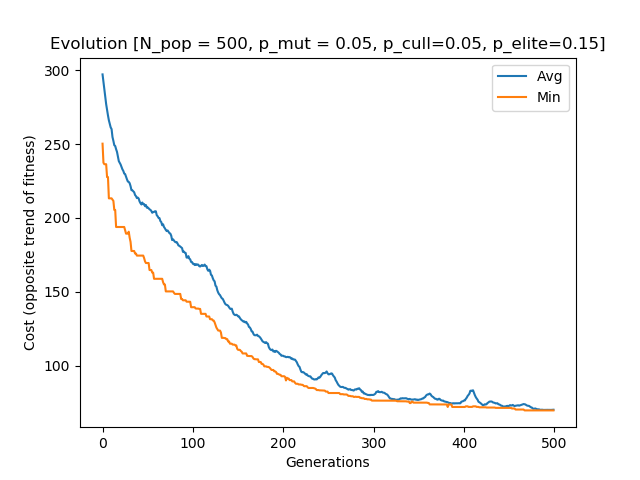 Evolution [N_pop = 500, p_mut = 0.05, p_cull=0.05, p_elite=0.15]
Avg
Min
300
250
200
150
100
Cost (opposite trend of fitness)
0 100 200 300 400 500
Generations